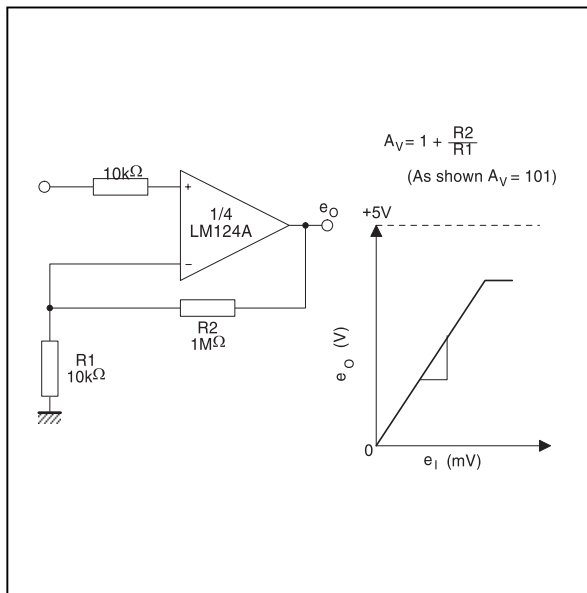 10kΩ
+
1/4
LM124A
-
e_O
R2
1MΩ
R1
10kΩ
A_V = 1 + R2/R1
(As shown A_V = 101)
+5V
e_O (V)
0
e_I (mV)